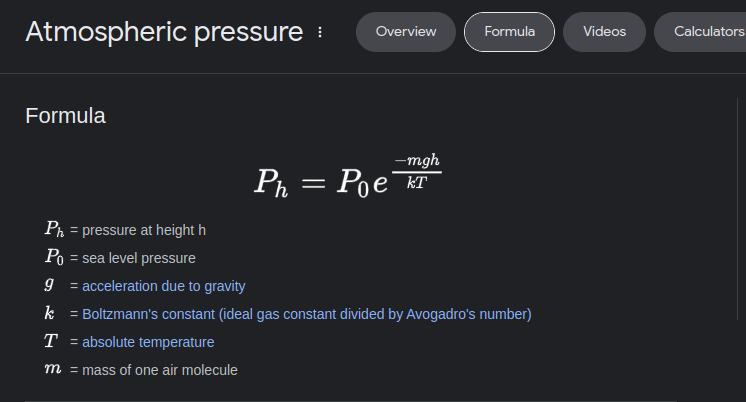 Atmospheric pressure
Overview
Formula
Videos
Calculators
Formula
P_h = P_0 e^{\frac{-mgh}{kT}}
P_h = pressure at height h
P_0 = sea level pressure
g = acceleration due to gravity
k = Boltzmann's constant (ideal gas constant divided by Avogadro's number)
T = absolute temperature
m = mass of one air molecule